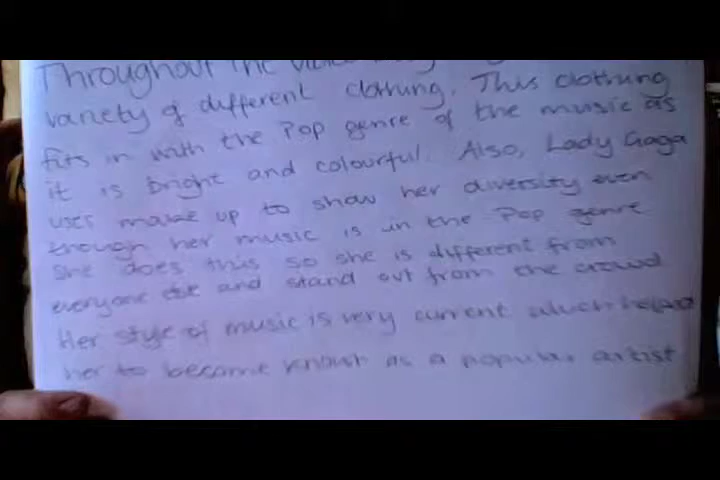 Throughout the video
variety of different clothing. This clothing
fits in with the Pop genre of the music as
it is bright and colourful. Also, Lady Gaga
uses make up to show her diversity even
though her music is in the Pop genre
She does this so she is different from
everyone else and stand out from the crowd
Her style of music is very current which helped
her to become known as a popular artist